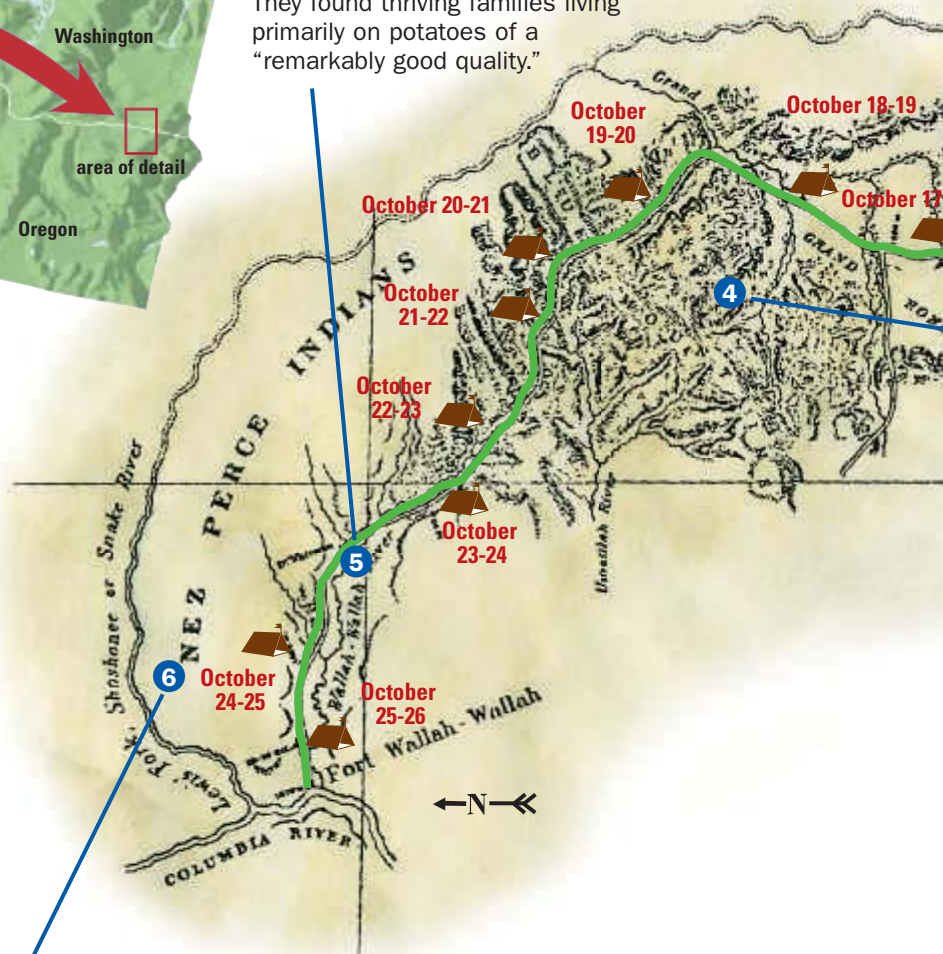 They found thriving families living
primarily on potatoes of a
“remarkably good quality.”
Washington
area of detail
Oregon
Grand
October
19-20
October 18-19
October 17
October 20-21
GRAND
October
21-22
4
INDIANS
October
22-23
PERCE
October
23-24
5
Shoshonee or Snake River
NEZ
Wallah-Wallah
6
October
24-25
October
25-26
Fort Wallah-Wallah
Lewis' Fork
N
COLUMBIA RIVER